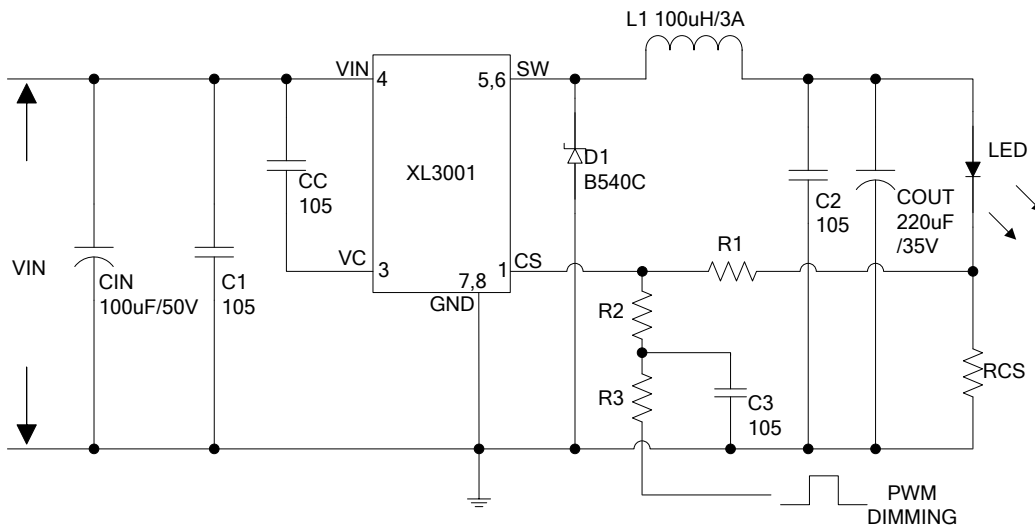 L1 100uH/3A
VIN
4
5,6
SW
XL3001
D1
B540C
CC
105
VC
3
1
CS
7,8
GND
VIN
CIN
100uF/50V
C1
105
R1
R2
R3
C3
105
C2
105
COUT
220uF
/35V
LED
RCS
PWM
DIMMING